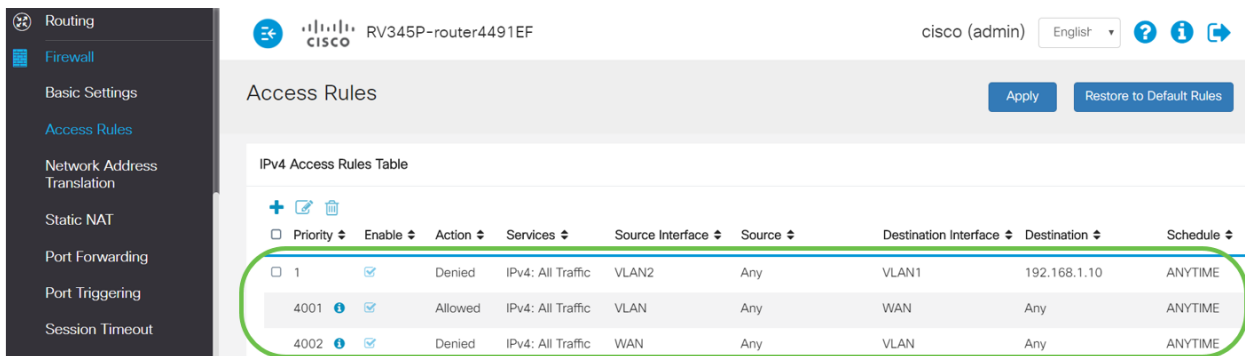 Routing
Firewall
Basic Settings
Access Rules
Network Address
Translation
Static NAT
Port Forwarding
Port Triggering
Session Timeout
CISCO RV345P-router4491EF
cisco (admin) English
Access Rules
Apply Restore to Default Rules
IPv4 Access Rules Table
Priority Enable Action Services Source Interface Source Destination Interface Destination Schedule
1 Denied IPv4: All Traffic VLAN2 Any VLAN1 192.168.1.10 ANYTIME
4001 Allowed IPv4: All Traffic VLAN Any WAN Any ANYTIME
4002 Denied IPv4: All Traffic WAN Any VLAN Any ANYTIME